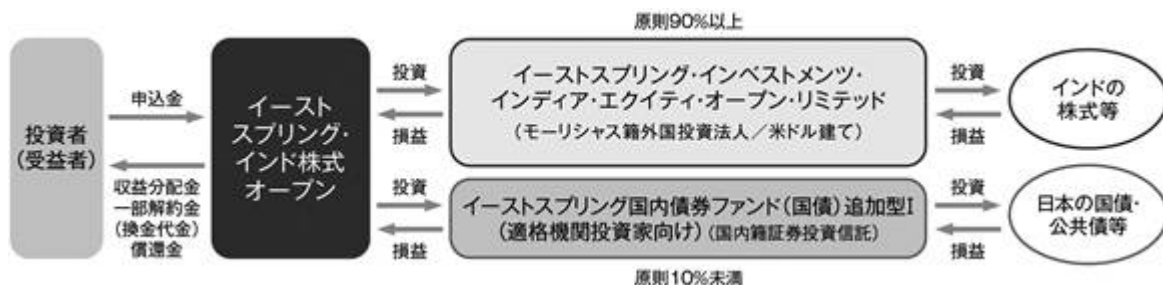 原則90%以上
投資者
(受益者)
申込金
収益分配金
一部解約金
(換金代金)
償還金
イースト
スプリング・
インド株式
オープン
投資
損益
イーストスプリング・インベストメンツ・
インディア・エクイティ・オープン・リミテッド
(モーリシャス籍外国投資法人/米ドル建て)
投資
損益
インドの
株式等
投資
損益
イーストスプリング国内債券ファンド(国債)追加型I
(適格機関投資家向け)(国内籍証券投資信託)
投資
損益
日本の国債・
公共債等
原則10%未満